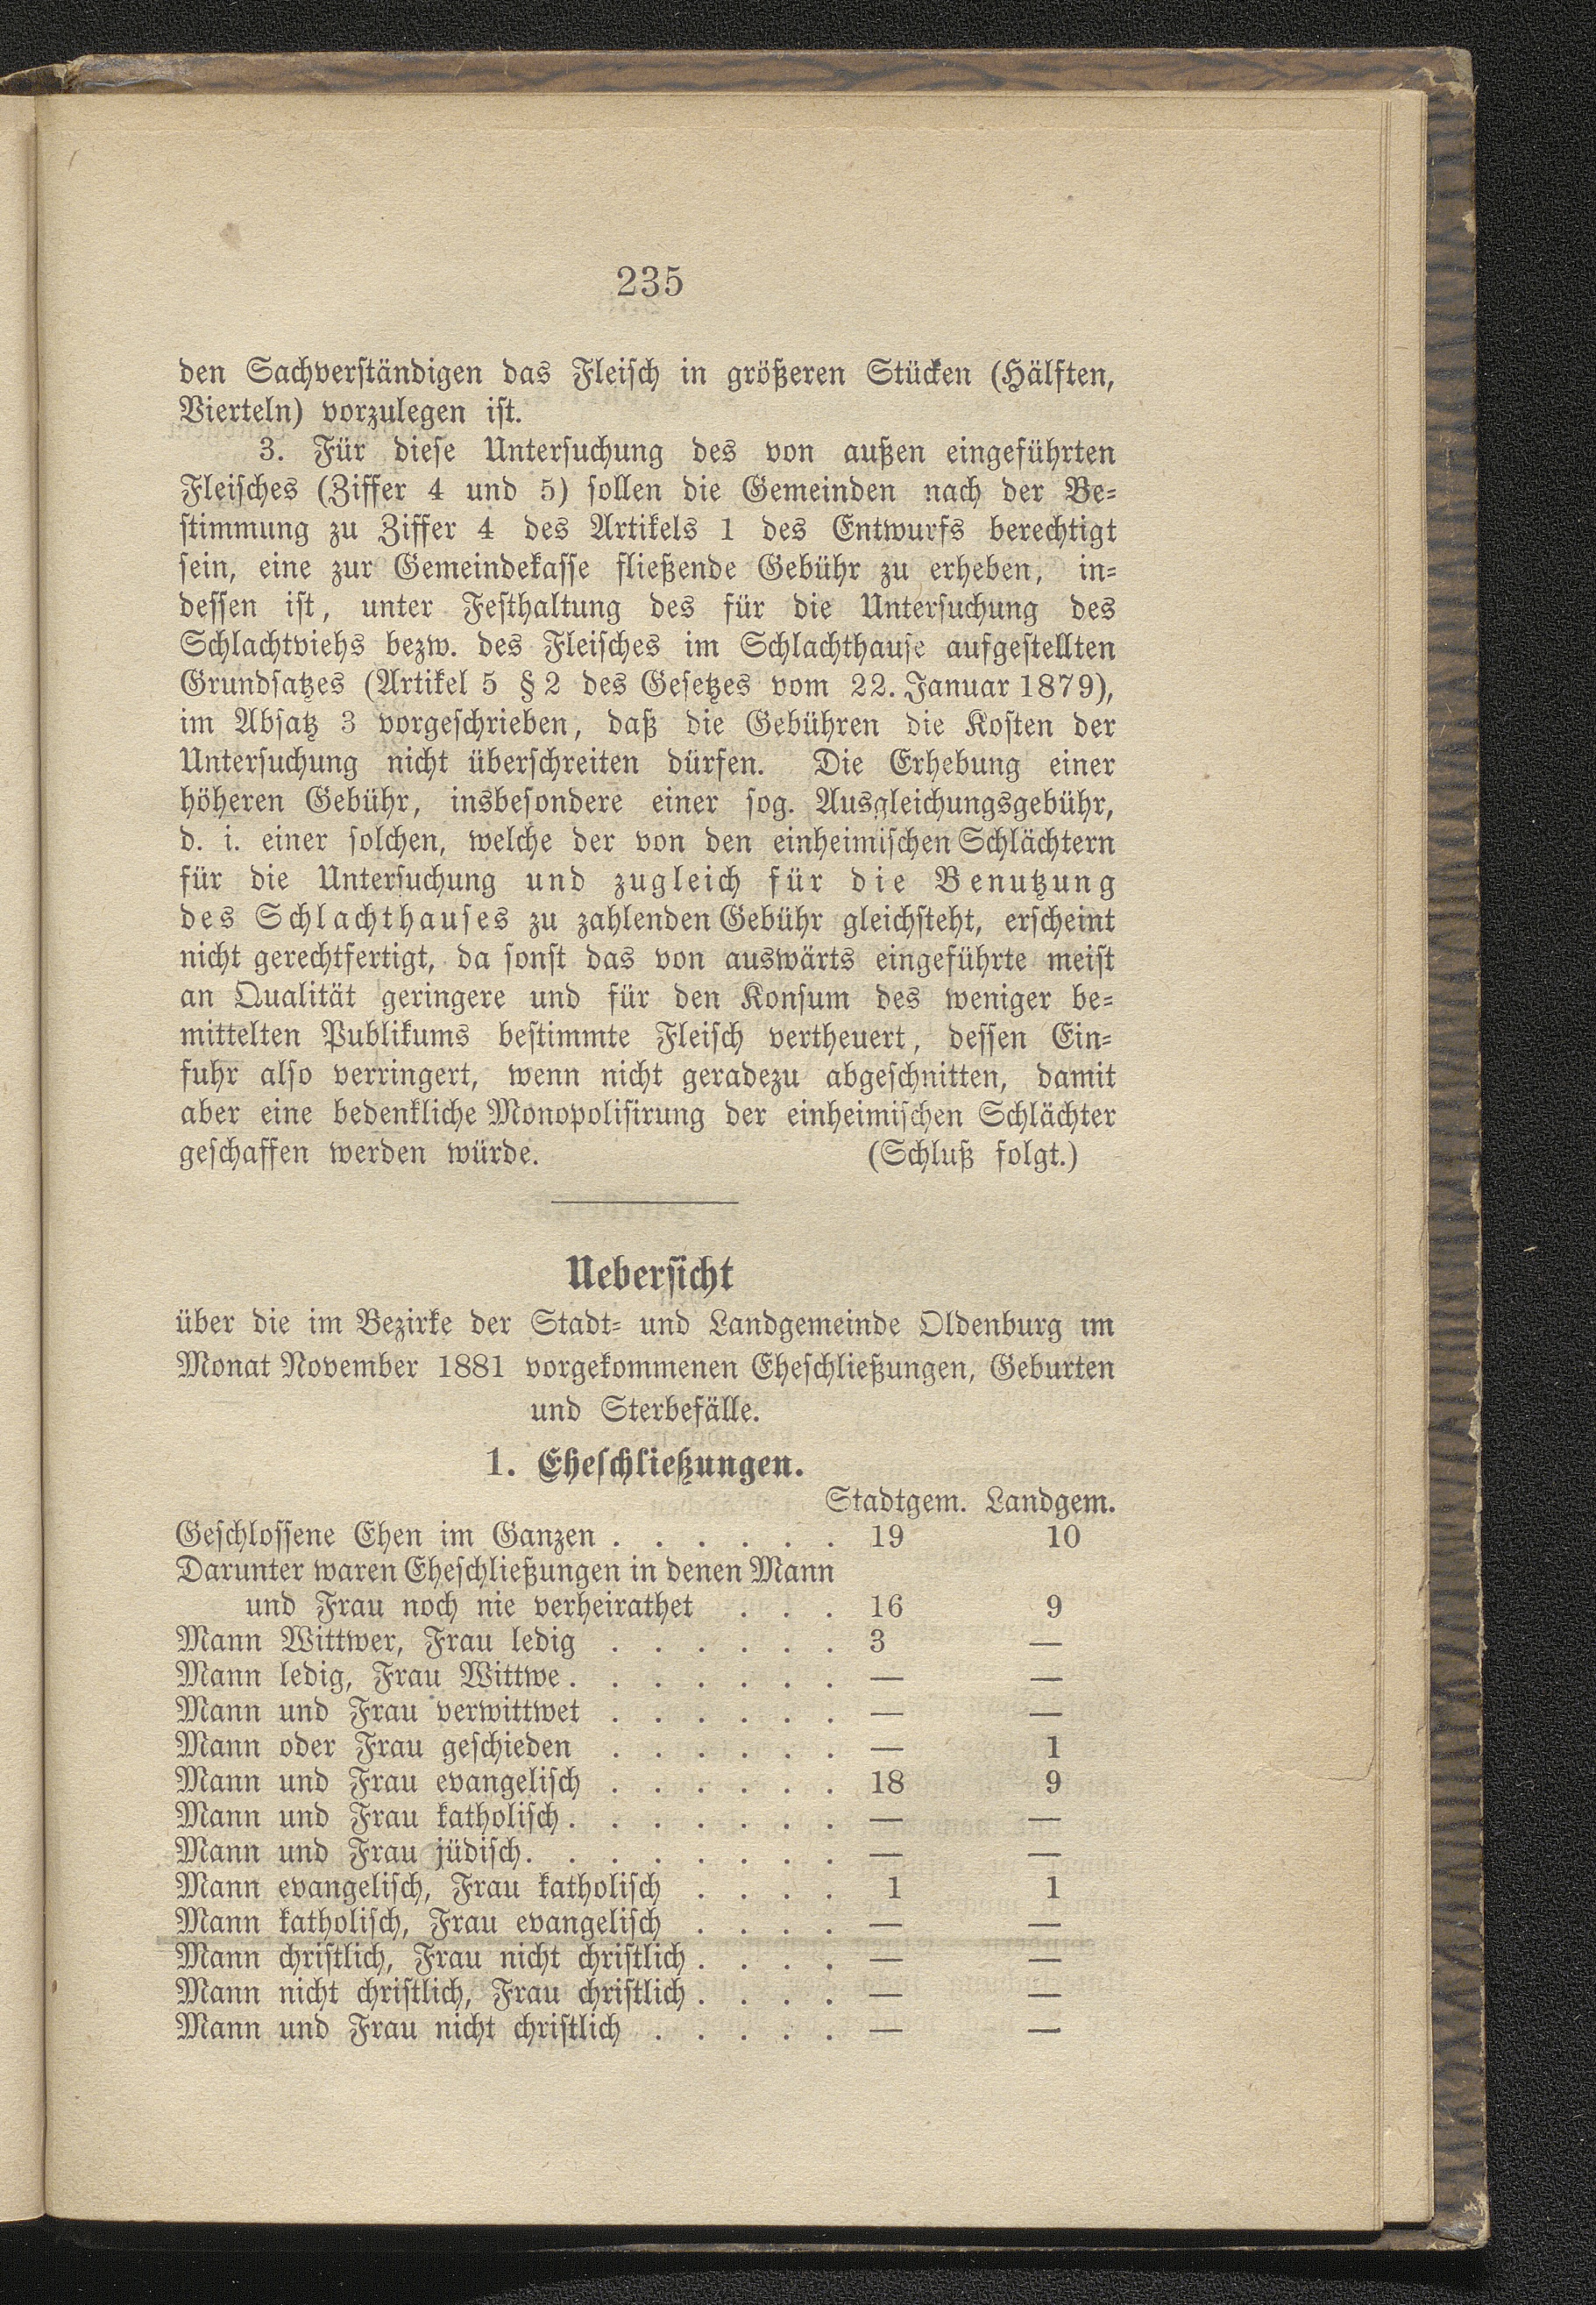 235
den Sachverständigen das Fleisch in größeren Stücken (Hälften,
Vierteln) vorzulegen ist.
3. Für diese Untersuchung des von außen eingeführten
Fleisches (Ziffer 4 und 5) sollen die Gemeinden nach der Be-
stimmung zu Ziffer 4 des Artikels 1 des Entwurfs berechtigt
sein, eine zur Gemeindekasse fließende Gebühr zu erheben, in-
dessen ist, unter Festhaltung des für die Untersuchung des
Schlachtviehs bezw. des Fleisches im Schlachthause aufgestellten
Grundsatzes (Artikel 5 § 2 des Gesetzes vom 22. Januar 1879),
im Absatz 3 vorgeschrieben, daß die Gebühren die Kosten der
Untersuchung nicht überschreiten dürfen. Die Erhebung einer
höheren Gebühr, insbesondere einer sog. Ausgleichungsgebühr,
d. i. einer solchen, welche der von den einheimischen Schlächtern
für die Untersuchung und zugleich für die Benutzung
des Schlachthauses zu zahlenden Gebühr gleichsteht, erscheint
nicht gerechtfertigt, da sonst das von auswärts eingeführte meist
an Qualität geringere und für den Konsum des weniger be-
mittelten Publikums bestimmte Fleisch vertheuert, dessen Ein-
fuhr also verringert, wenn nicht geradezu abgeschnitten, damit
aber eine bedenkliche Monopolisirung der einheimischen Schlächter
geschaffen werden würde. (Schluß folgt.)
Uebersicht
über die im Bezirke der Stadt- und Landgemeinde Oldenburg im
Monat November 1881 vorgekommenen Eheschließungen, Geburten
und Sterbefälle.
1. Eheschließungen.
Stadtgem. Landgem.
Geschlossene Ehen im Ganzen . . . . . . 19 10
Darunter waren Eheschließungen in denen Mann
und Frau noch nie verheirathet . . . 16 9
Mann Wittwer, Frau ledig . . . . . . 3 —
Mann ledig, Frau Wittwe . . . . . . . — —
Mann und Frau verwittwet . . . . . . — —
Mann oder Frau geschieden . . . . . . — 1
Mann und Frau evangelisch . . . . . . 18 9
Mann und Frau katholisch . . . . . . . — —
Mann und Frau jüdisch . . . . . . . . — —
Mann evangelisch, Frau katholisch . . . . 1 1
Mann katholisch, Frau evangelisch . . . . — —
Mann christlich, Frau nicht christlich . . . . — —
Mann nicht christlich, Frau christlich . . . . — —
Mann und Frau nicht christlich . . . . . — —